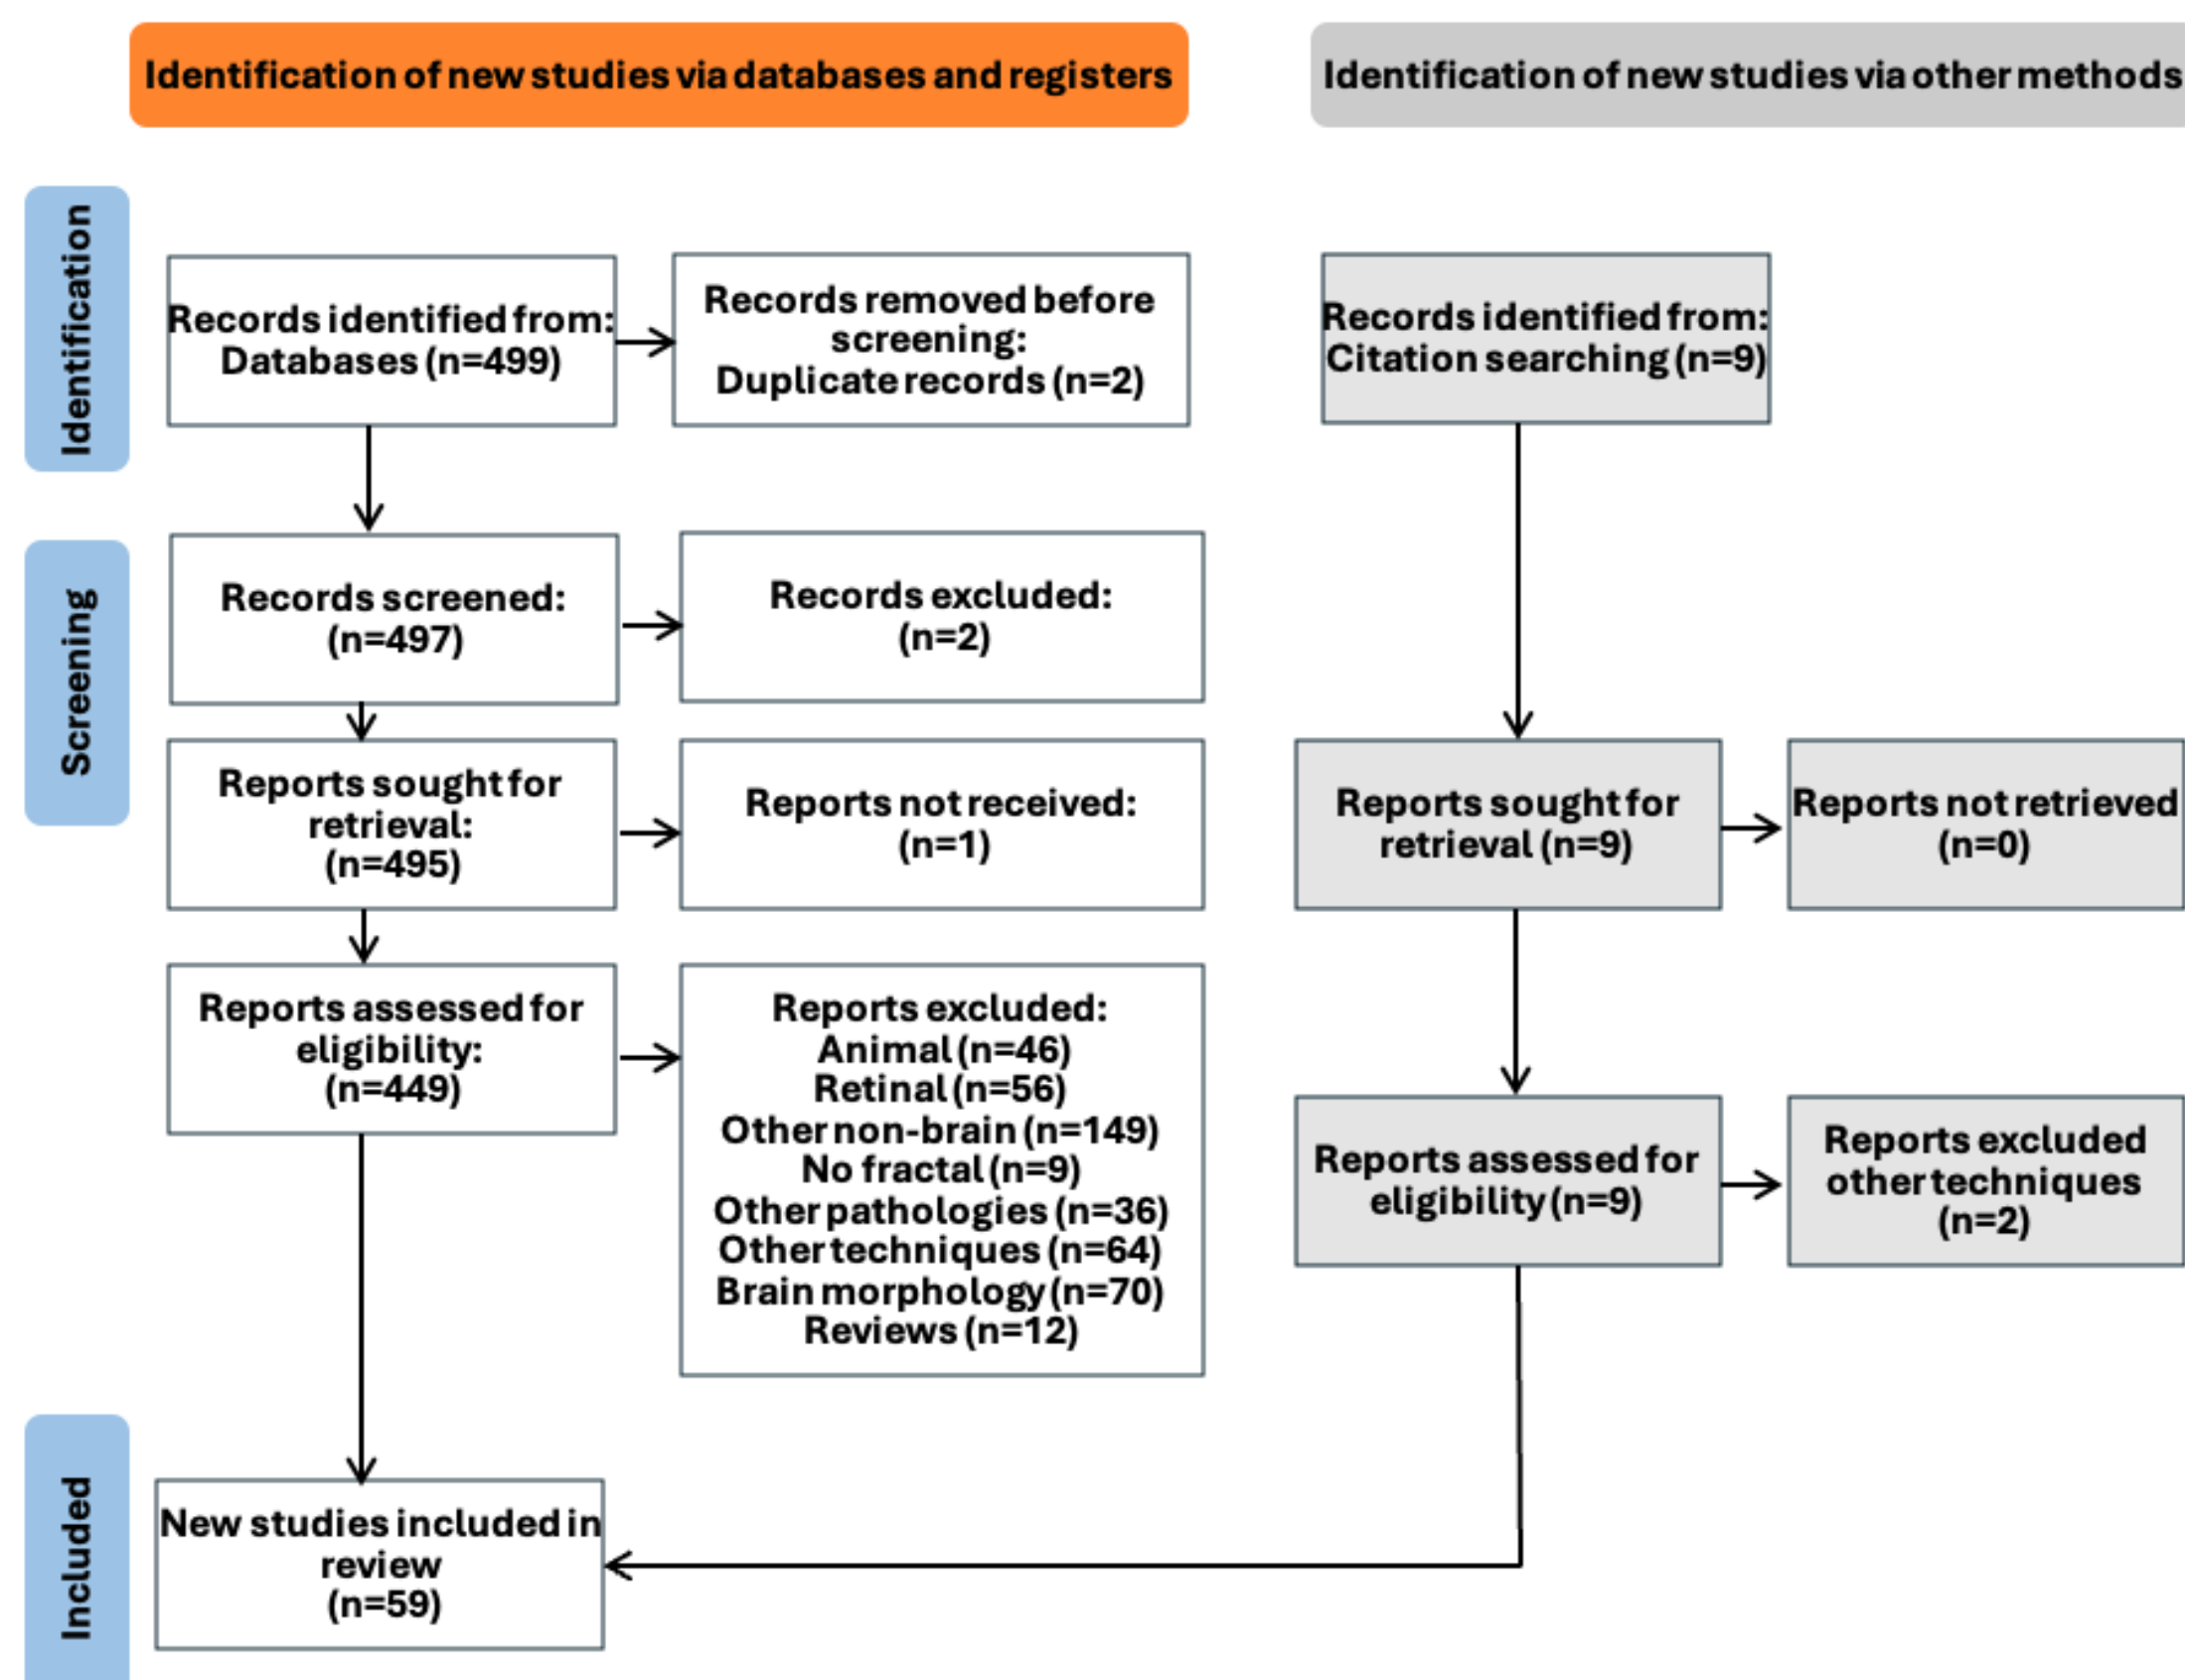 Identification of new studies via databases and registers
Identification of new studies via other methods
Identification
Records identified from:
Databases (n=499)
Records removed before
screening:
Duplicate records (n=2)
Records identified from:
Citation searching (n=9)
Screening
Records screened:
(n=497)
Records excluded:
(n=2)
Reports sought for
retrieval:
(n=495)
Reports not received:
(n=1)
Reports sought for
retrieval (n=9)
Reports not retrieved
(n=0)
Reports assessed for
eligibility:
(n=449)
Reports excluded:
Animal (n=46)
Retinal (n=56)
Other non-brain (n=149)
No fractal (n=9)
Other pathologies (n=36)
Other techniques (n=64)
Brain morphology (n=70)
Reviews (n=12)
Reports assessed for
eligibility (n=9)
Reports excluded
other techniques
(n=2)
Included
New studies included in
review
(n=59)